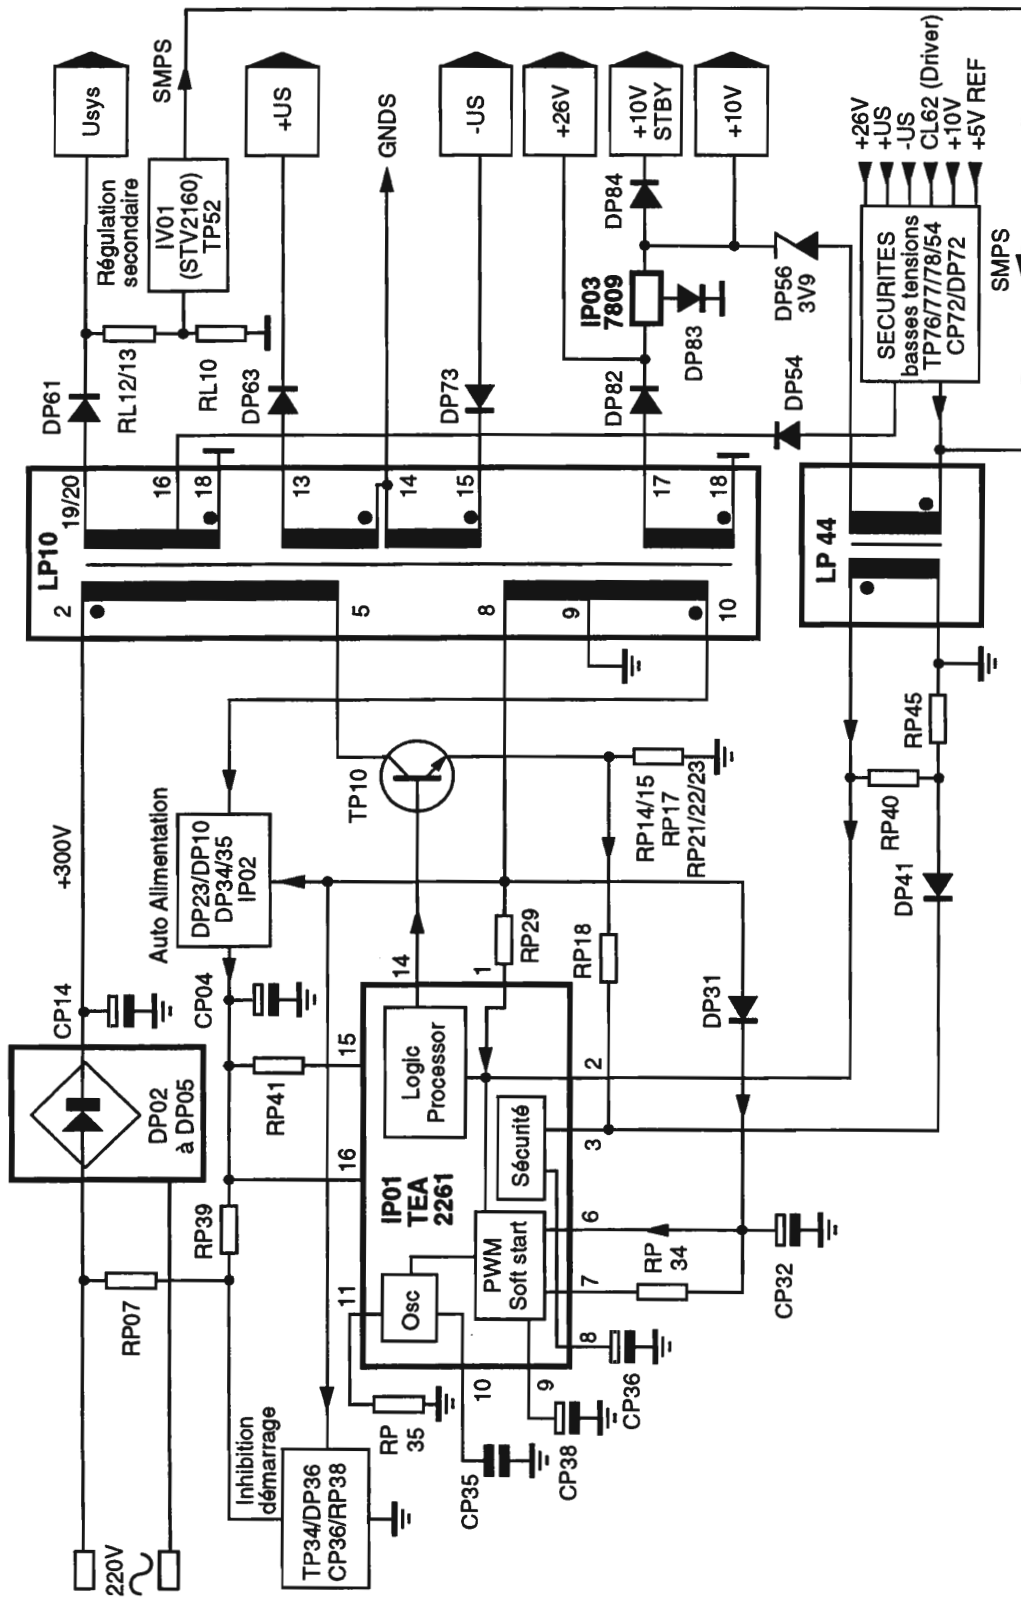 220V
RP07
DP02
à DP05
CP14
+300V
RP39
RP41
CP04
Auto Alimentation
DP23/DP10
DP34/35
IP02
Inhibition
démarrage
TP34/DP36
CP36/RP38
RP
35
CP35
CP38
CP36
CP32
RP
34
IP01
TEA
2261
Osc
PWM
Soft start
Sécurité
Logic
Processor
11
16
15
14
1
2
3
6
7
8
9
10
TP10
RP29
RP18
DP31
RP14/15
RP17
RP21/22/23
RP40
RP45
DP41
LP10
2
5
8
9
10
19/20
16
18
13
14
15
17
18
LP 44
DP61
RL12/13
RL10
DP63
DP73
DP82
DP83
DP54
IP03
7809
DP84
DP56
3V9
Régulation
secondaire
IV01
(STV2160)
TP52
SMPS
Usys
+US
GNDS
-US
+26V
+10V
STBY
+10V
SECURITES
basses tensions
TP76/77/78/54
CP72/DP72
+26V
+US
-US
CL62 (Driver)
+10V
+5V REF
SMPS